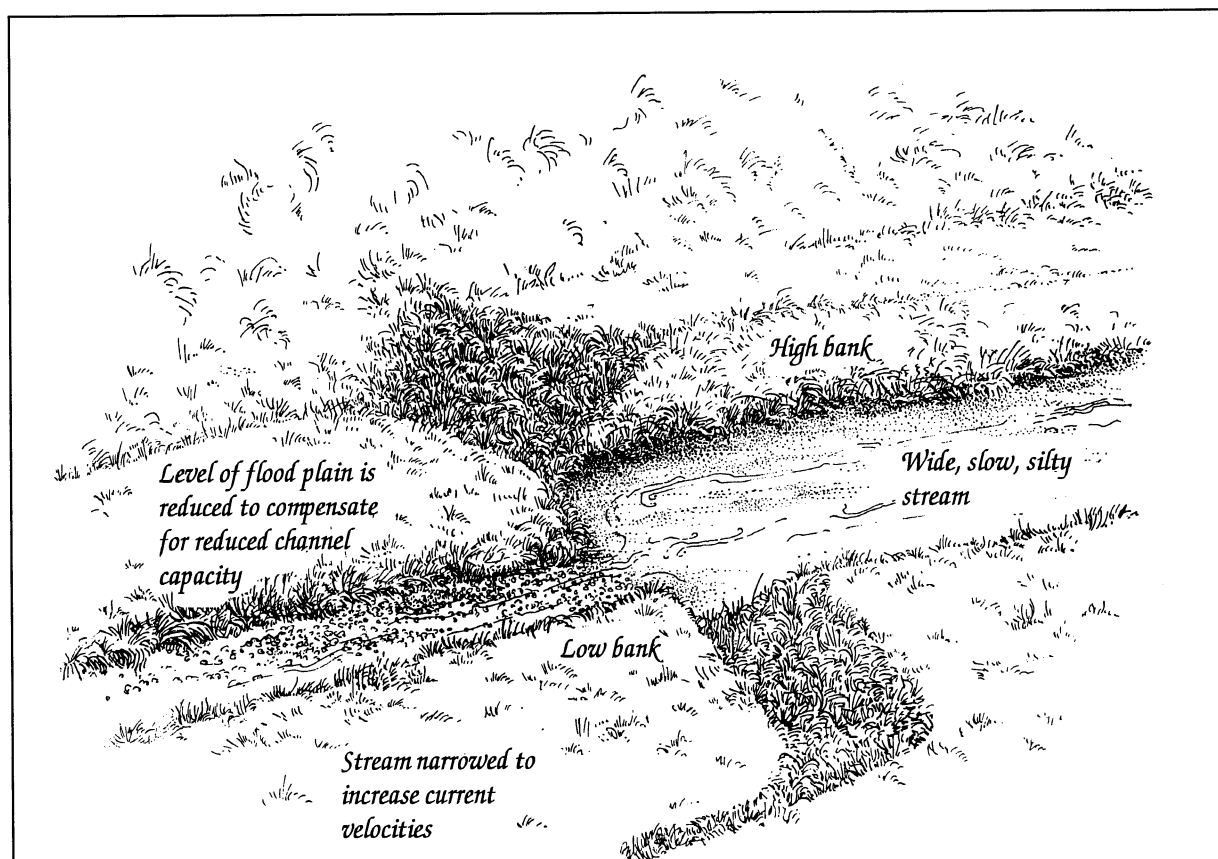 High bank
Wide, slow, silty
stream
Level of flood plain is
reduced to compensate
for reduced channel
capacity
Low bank
Stream narrowed to
increase current
velocities